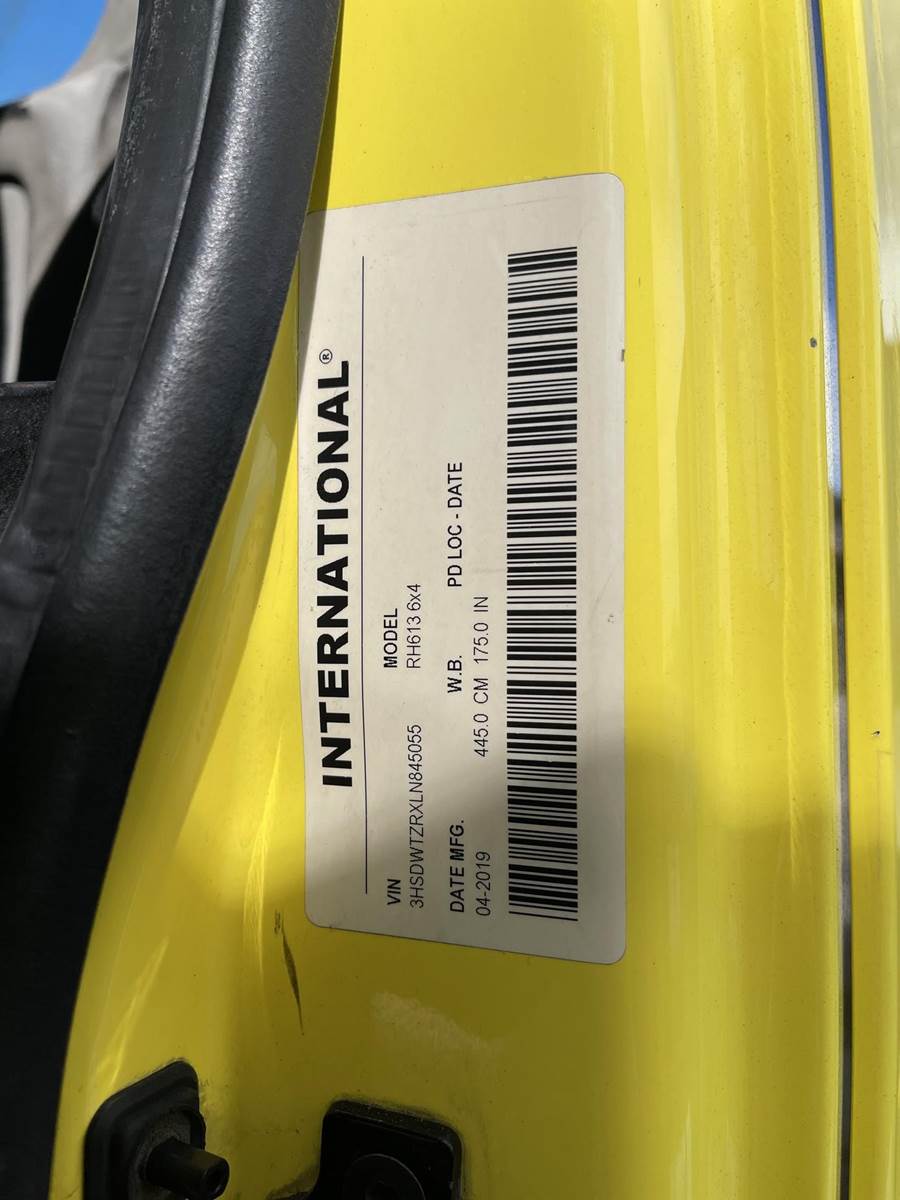 INTERNATIONAL®
VIN MODEL
3HSDWTZRXLN845055 RH613 6x4
DATE MFG. W.B. PD LOC - DATE
04-2019 445.0 CM 175.0 IN